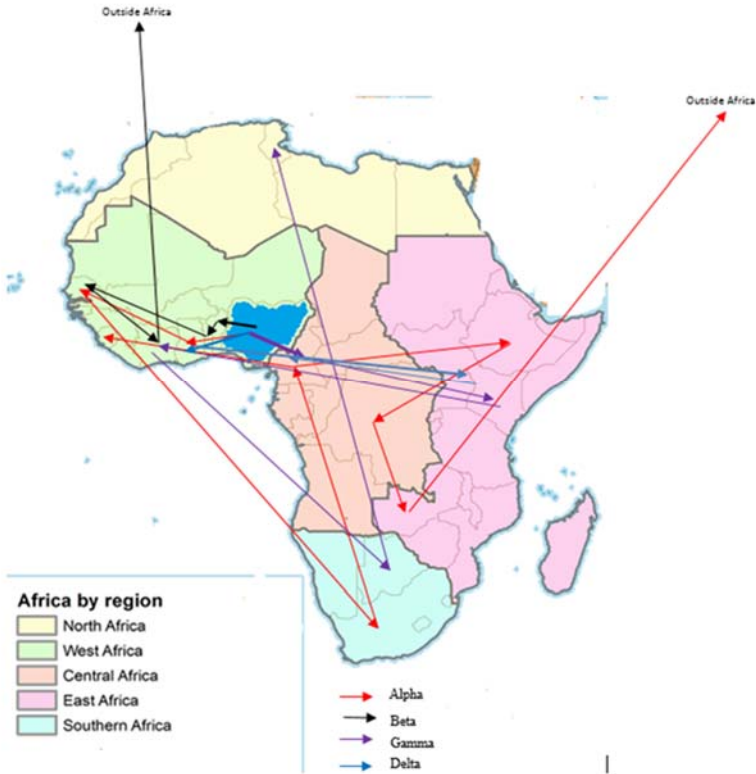 Outside Africa
Outside Africa
Africa by region
North Africa
West Africa
Central Africa
East Africa
Southern Africa
Alpha
Beta
Gamma
Delta